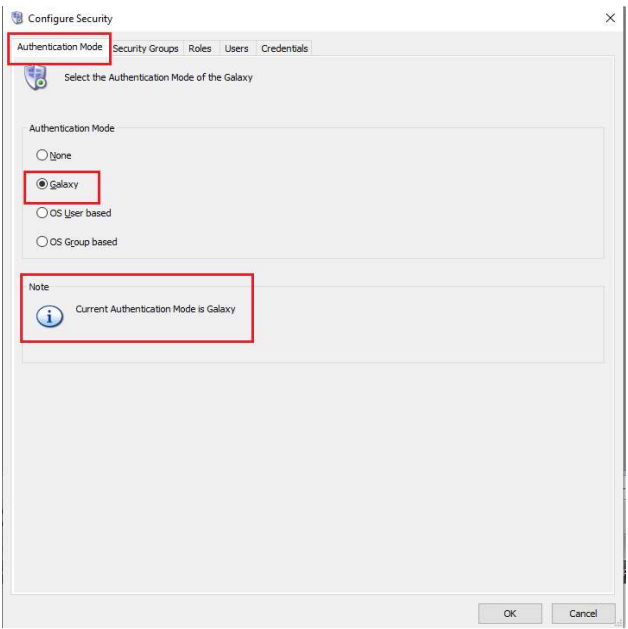 Configure Security
Authentication Mode Security Groups Roles Users Credentials
Select the Authentication Mode of the Galaxy
Authentication Mode
None
Galaxy
OS User based
OS Group based
Note
Current Authentication Mode is Galaxy
OK Cancel